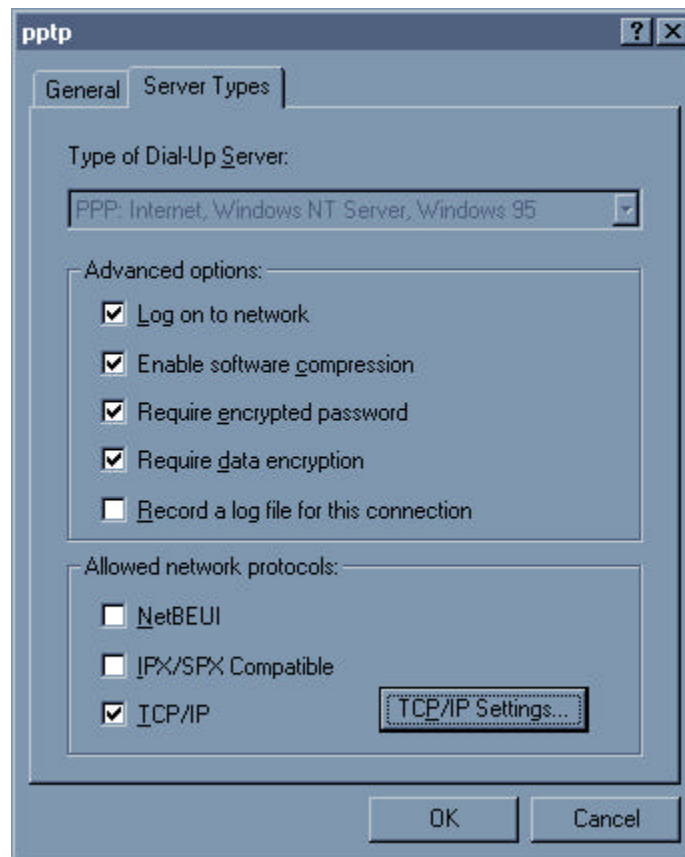 pptp
General
Server Types
Type of Dial-Up Server:
PPP: Internet, Windows NT Server, Windows 95
Advanced options:
Log on to network
Enable software compression
Require encrypted password
Require data encryption
Record a log file for this connection
Allowed network protocols:
NetBEUI
IPX/SPX Compatible
TCP/IP
TCP/IP Settings...
OK
Cancel